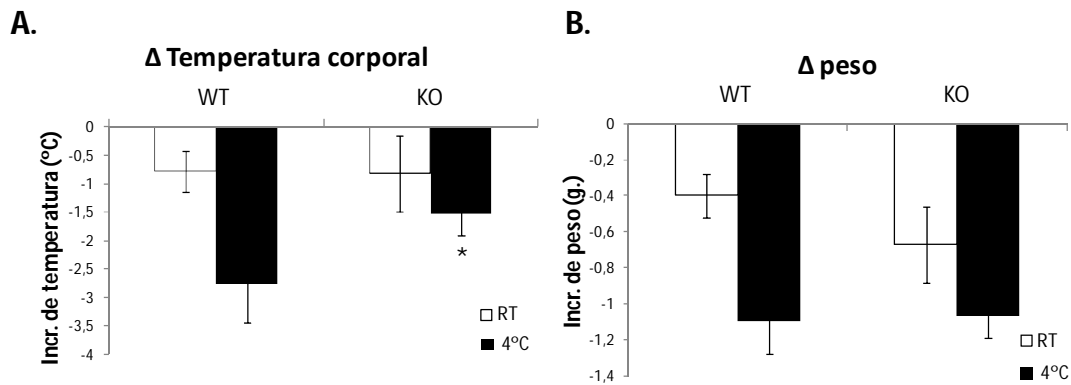 A.
Δ Temperatura corporal
WT KO
Incr. de temperatura (ºC)
0
-0,5
-1
-1,5
-2
-2,5
-3
-3,5
-4
*
RT
4ºC
B.
Δ peso
WT KO
Incr. de peso (g.)
0
-0,2
-0,4
-0,6
-0,8
-1
-1,2
-1,4
RT
4ºC